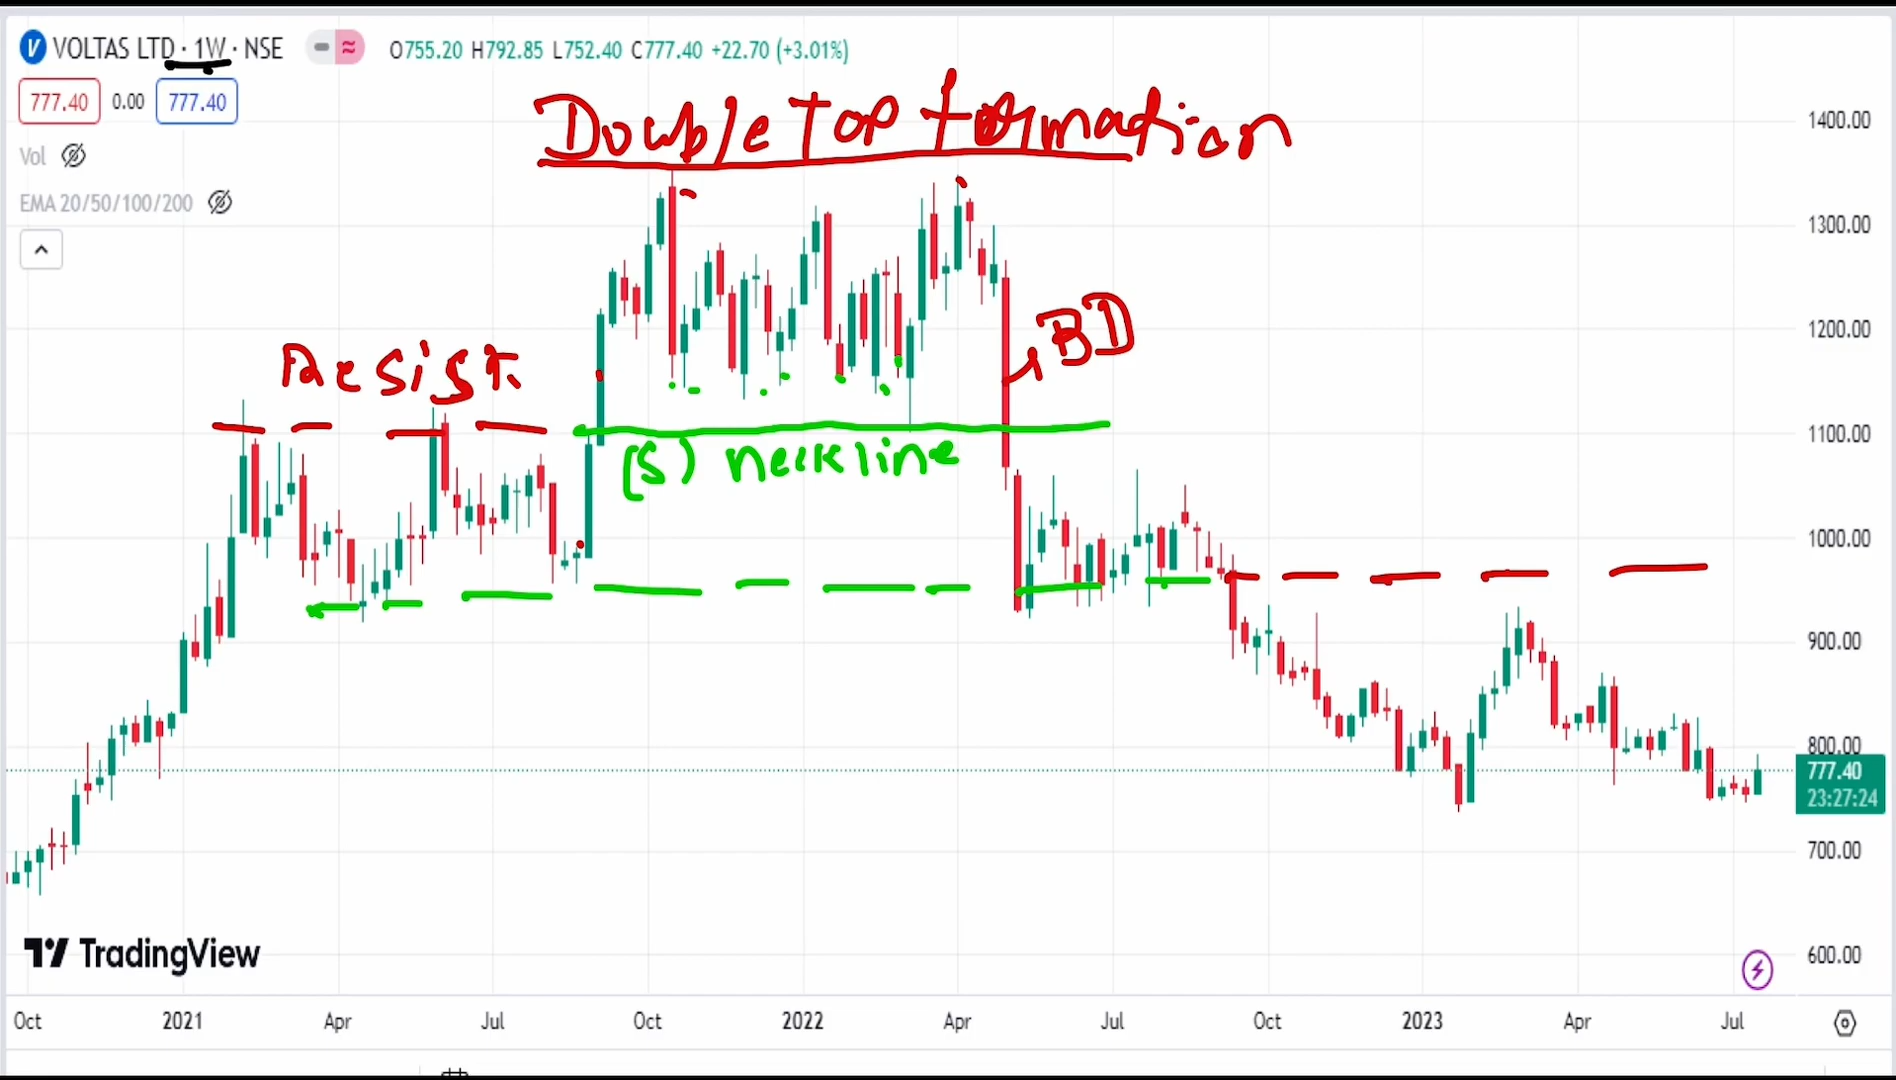 VOLTAS LTD · 1W · NSE O755.20 H792.85 L752.40 C777.40 +22.70 (+3.01%)
777.40 0.00 777.40
Double Top formation
1400.00
Vol
EMA 20/50/100/200
1300.00
BD
1200.00
Resist
1100.00
(S) neckline
1000.00
900.00
800.00
777.40
23:27:24
700.00
TradingView
600.00
Oct 2021 Apr Jul Oct 2022 Apr Jul Oct 2023 Apr Jul